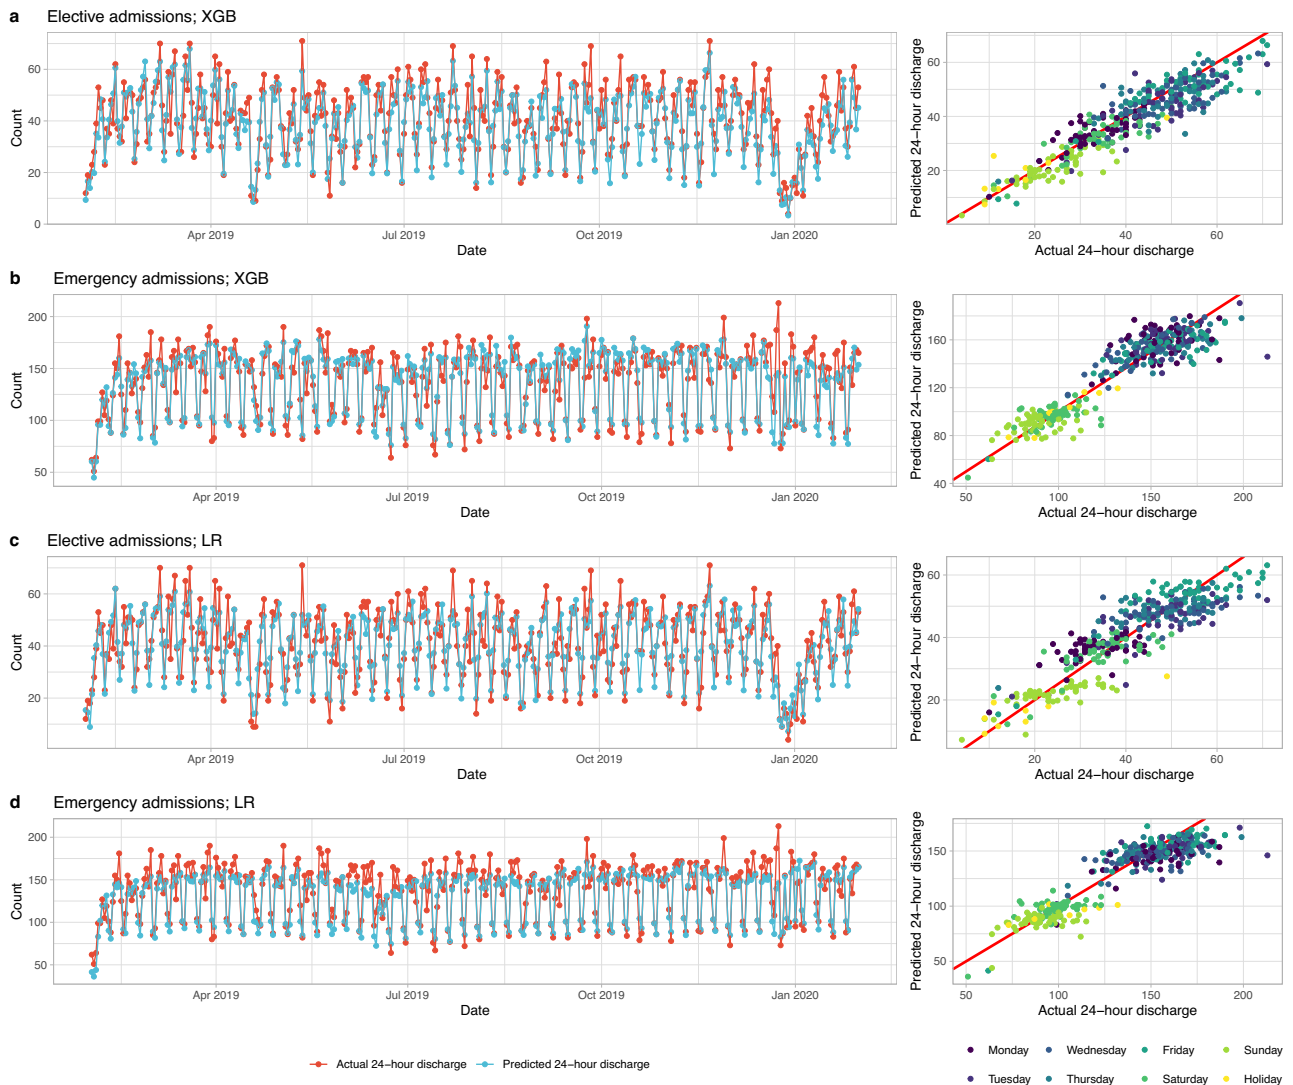 a Elective admissions; XGB
60
40
20
0
Count
Apr 2019 Jul 2019 Oct 2019 Jan 2020
Date
Predicted 24−hour discharge
60
40
20
20 40 60
Actual 24−hour discharge
b Emergency admissions; XGB
200
150
100
50
Count
Apr 2019 Jul 2019 Oct 2019 Jan 2020
Date
Predicted 24−hour discharge
160
120
80
40
50 100 150 200
Actual 24−hour discharge
c Elective admissions; LR
60
40
20
Count
Apr 2019 Jul 2019 Oct 2019 Jan 2020
Date
Predicted 24−hour discharge
60
40
20
20 40 60
Actual 24−hour discharge
d Emergency admissions; LR
200
150
100
50
Count
Apr 2019 Jul 2019 Oct 2019 Jan 2020
Date
Predicted 24−hour discharge
150
100
50
50 100 150 200
Actual 24−hour discharge
Actual 24−hour discharge Predicted 24−hour discharge
Monday Wednesday Friday Sunday
Tuesday Thursday Saturday Holiday